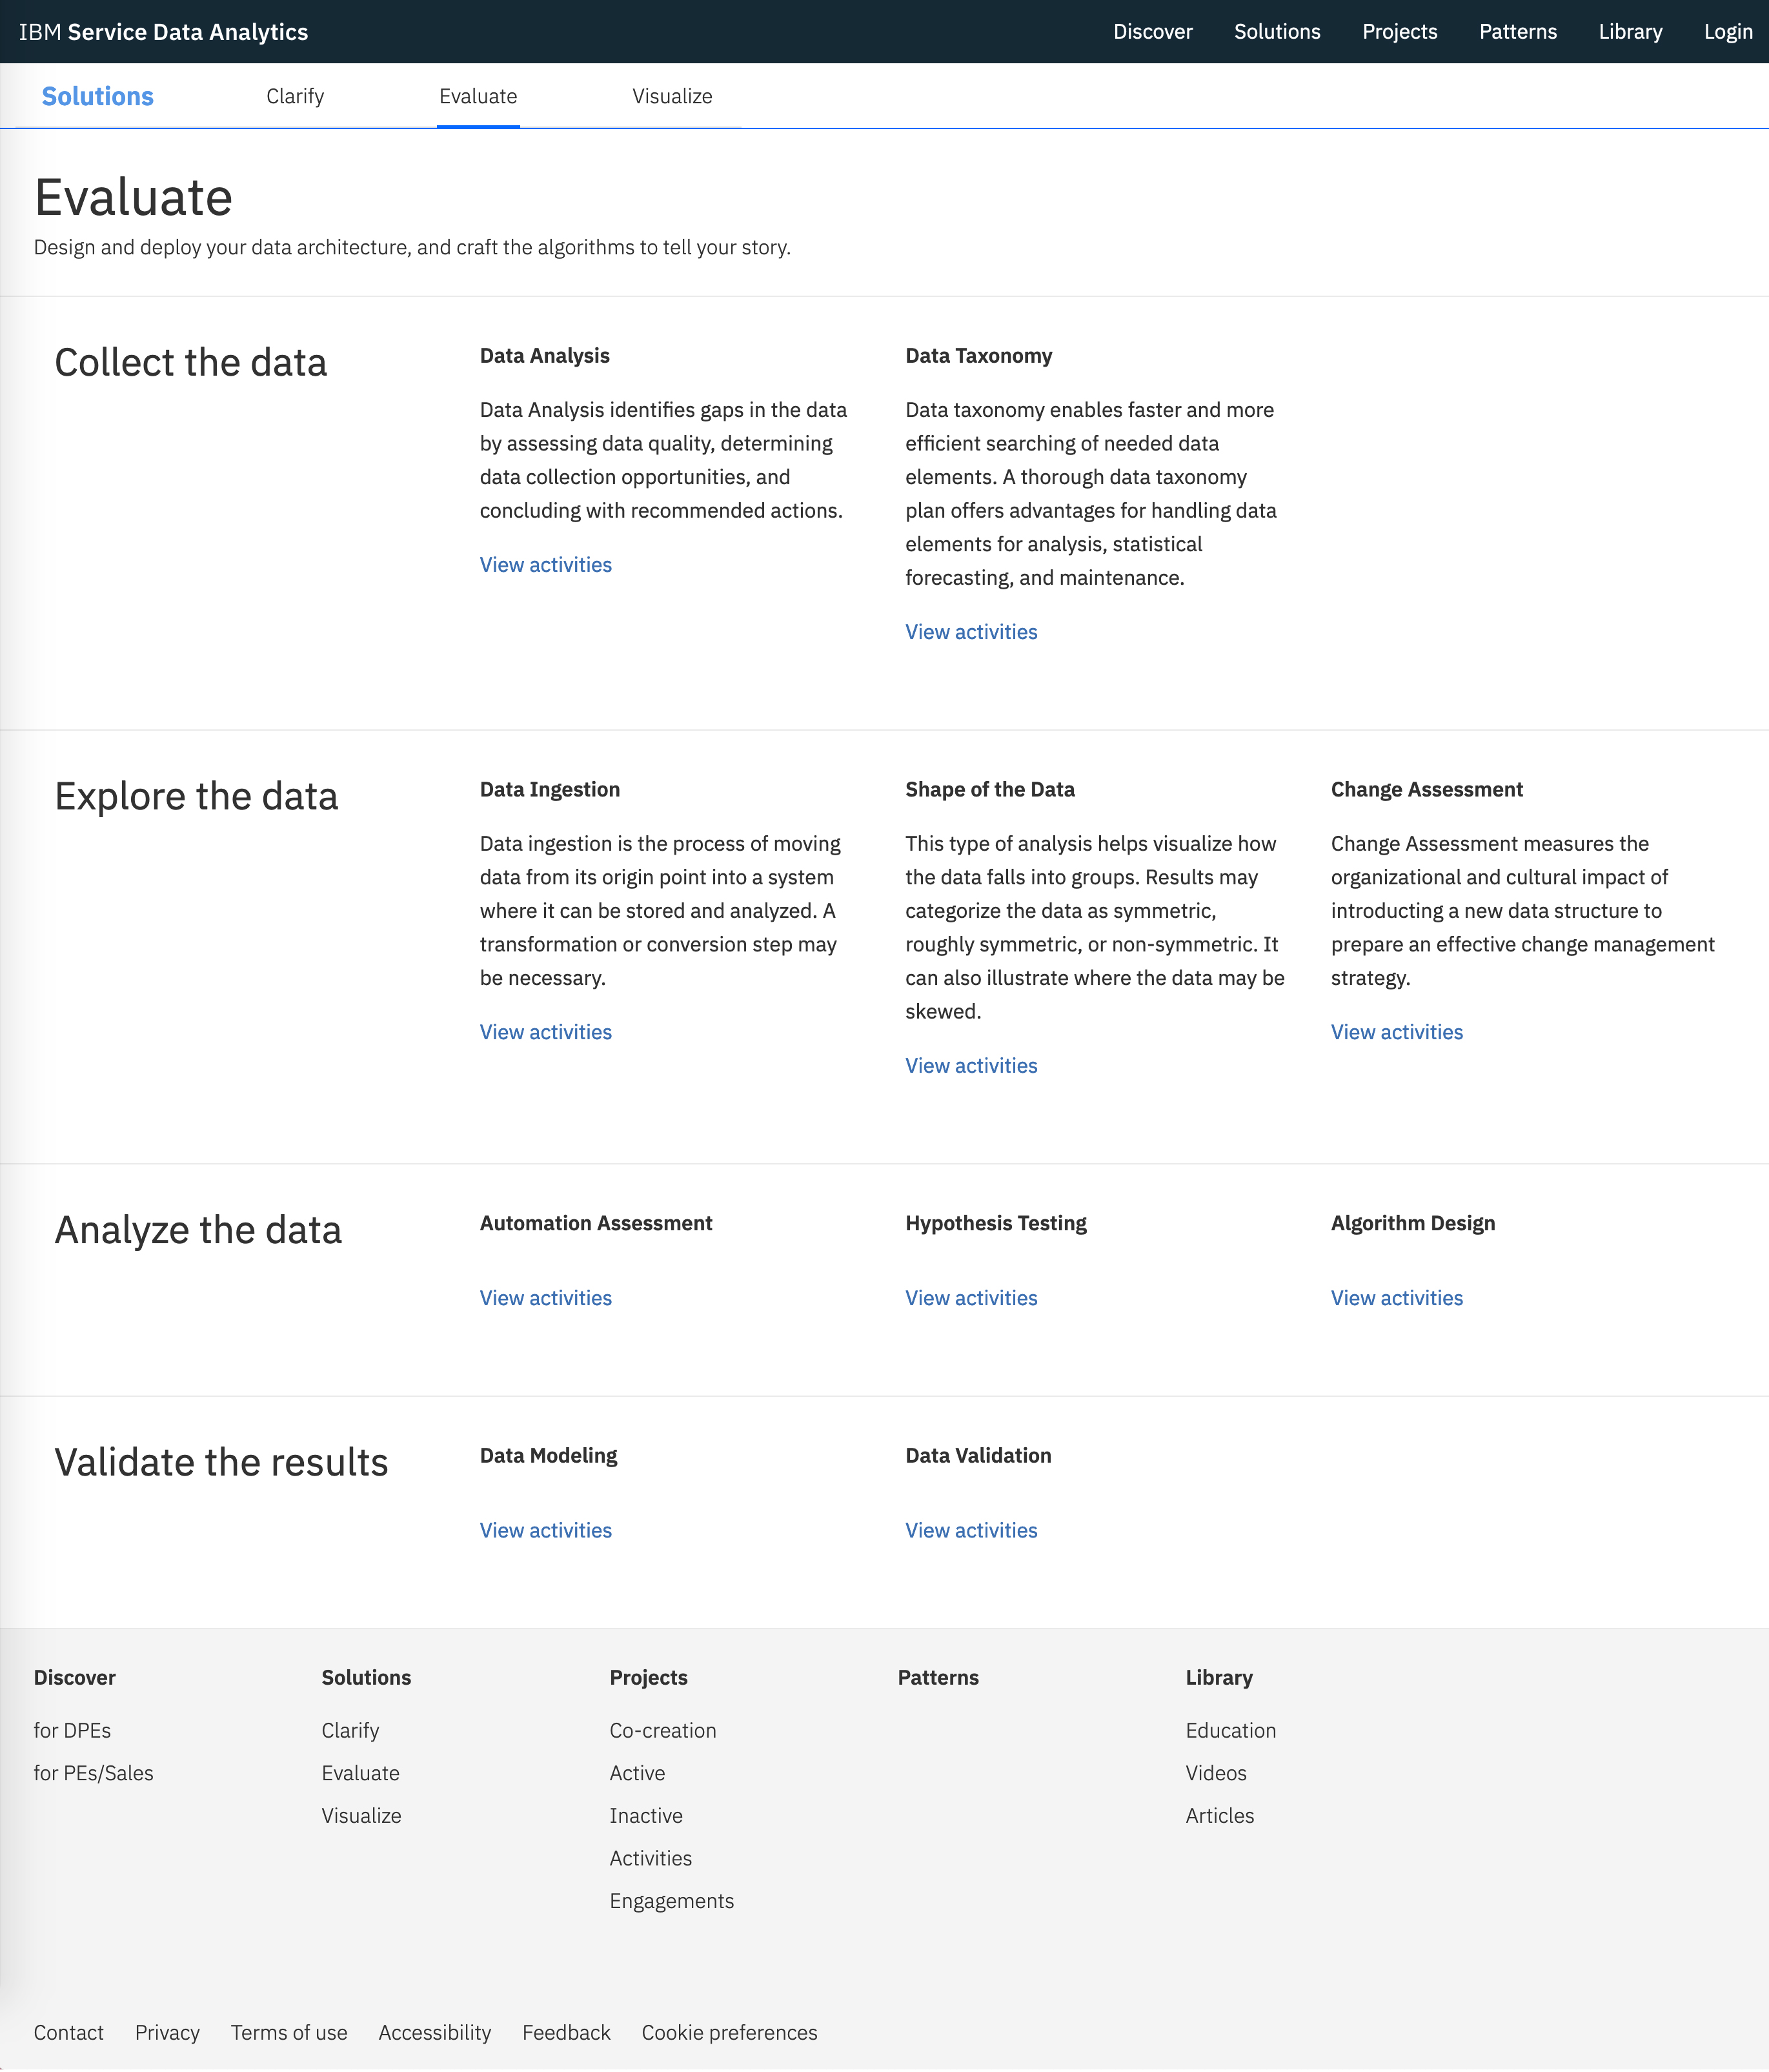 IBM Service Data Analytics
Discover Solutions Projects Patterns Library Login
Solutions Clarify Evaluate Visualize
Evaluate
Design and deploy your data architecture, and craft the algorithms to tell your story.
Collect the data
Data Analysis
Data Analysis identifies gaps in the data
by assessing data quality, determining
data collection opportunities, and
concluding with recommended actions.
View activities
Data Taxonomy
Data taxonomy enables faster and more
efficient searching of needed data
elements. A thorough data taxonomy
plan offers advantages for handling data
elements for analysis, statistical
forecasting, and maintenance.
View activities
Explore the data
Data Ingestion
Data ingestion is the process of moving
data from its origin point into a system
where it can be stored and analyzed. A
transformation or conversion step may
be necessary.
View activities
Shape of the Data
This type of analysis helps visualize how
the data falls into groups. Results may
categorize the data as symmetric,
roughly symmetric, or non-symmetric. It
can also illustrate where the data may be
skewed.
View activities
Change Assessment
Change Assessment measures the
organizational and cultural impact of
introducting a new data structure to
prepare an effective change management
strategy.
View activities
Analyze the data
Automation Assessment
View activities
Hypothesis Testing
View activities
Algorithm Design
View activities
Validate the results
Data Modeling
View activities
Data Validation
View activities
Discover
for DPEs
for PEs/Sales
Solutions
Clarify
Evaluate
Visualize
Projects
Co-creation
Active
Inactive
Activities
Engagements
Patterns
Library
Education
Videos
Articles
Contact Privacy Terms of use Accessibility Feedback Cookie preferences